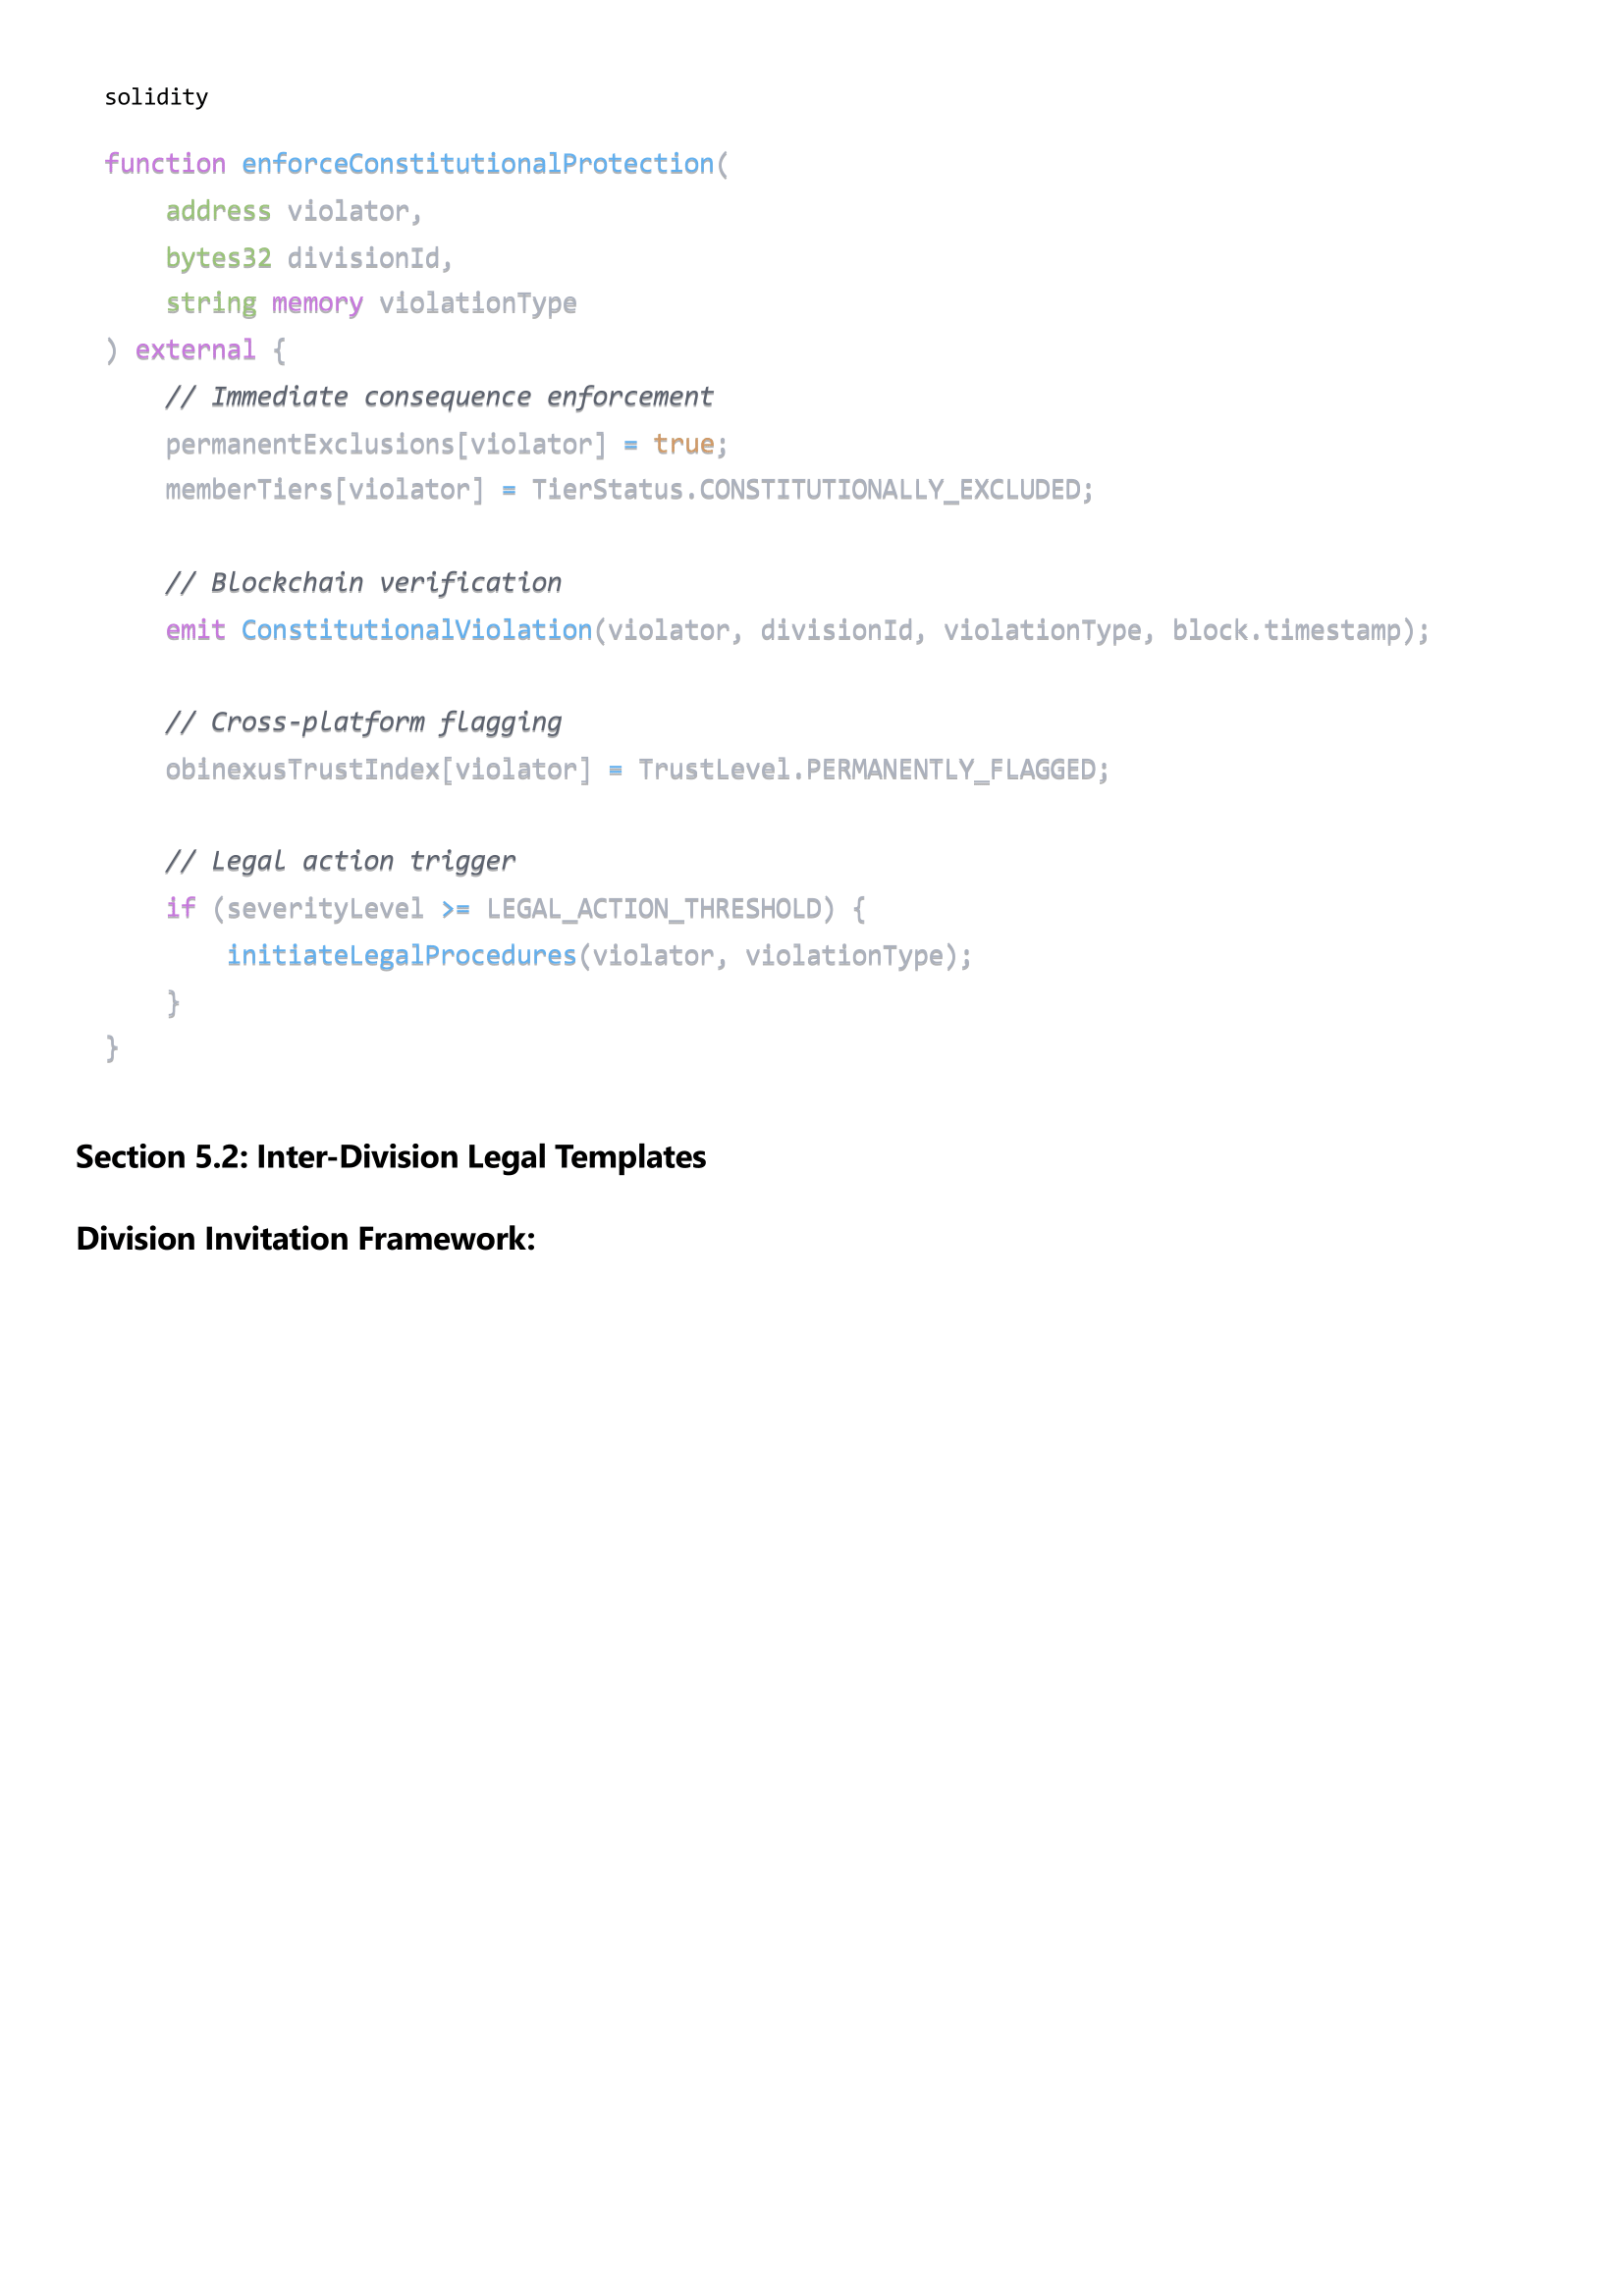 solidity
function enforceConstitutionalProtection(
    address violator,
    bytes32 divisionId,
    string memory violationType
) external {
    // Immediate consequence enforcement
    permanentExclusions[violator] = true;
    memberTiers[violator] = TierStatus.CONSTITUTIONALLY_EXCLUDED;
    // Blockchain verification
    emit ConstitutionalViolation(violator, divisionId, violationType, block.timestamp);
    // Cross-platform flagging
    obinexusTrustIndex[violator] = TrustLevel.PERMANENTLY_FLAGGED;
    // Legal action trigger
    if (severityLevel >= LEGAL_ACTION_THRESHOLD) {
        initiateLegalProcedures(violator, violationType);
    }
}
Section 5.2: Inter-Division Legal Templates
Division Invitation Framework: